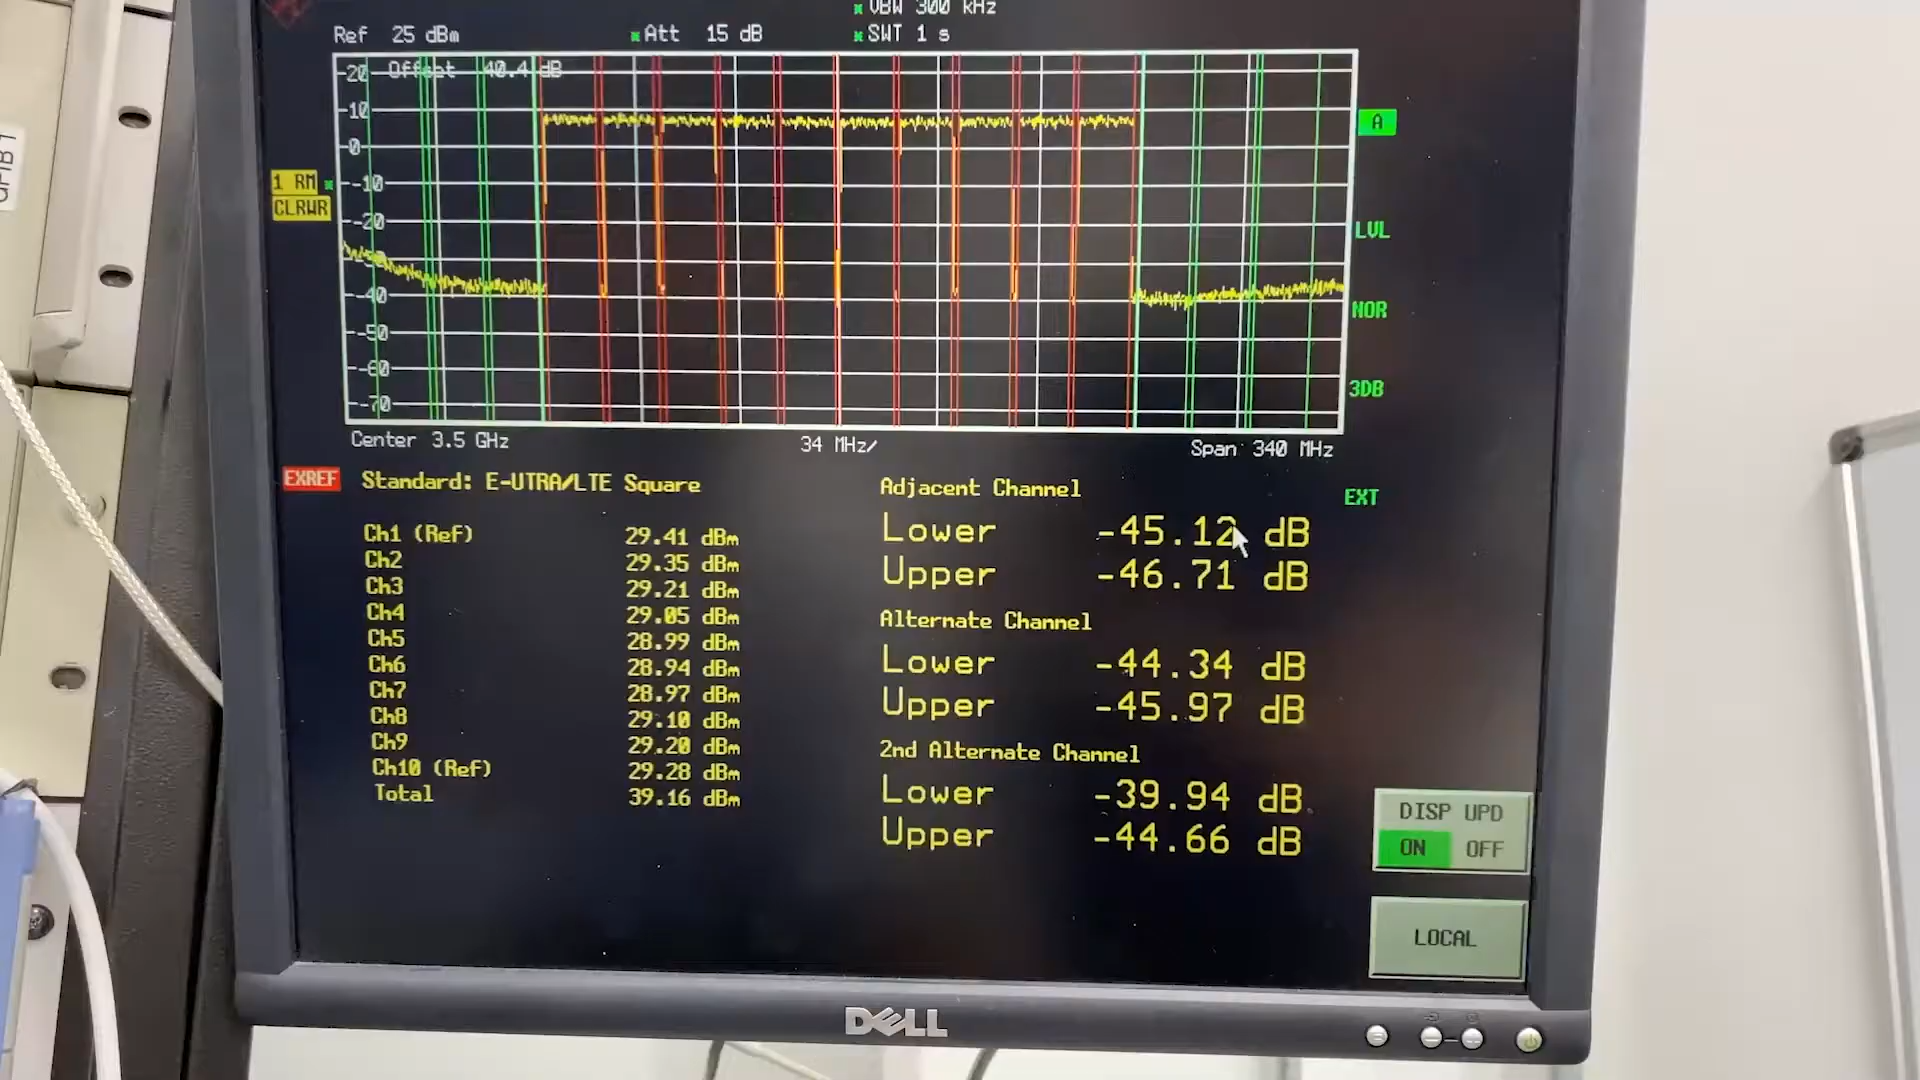 VBW 300 kHz
Ref 25 dBm
Att 15 dB
SWT 1 s
Offset 40.4 dB
20
10
0
-10
-20
-30
-40
-50
-60
-70
A
1 RM
CLRWR
LVL
NOR
3DB
Center 3.5 GHz
34 MHz/
Span 340 MHz
EXREF
EXT
Standard: E-UTRA/LTE Square
Ch1 (Ref) 29.41 dBm
Ch2 29.35 dBm
Ch3 29.21 dBm
Ch4 29.05 dBm
Ch5 28.99 dBm
Ch6 28.94 dBm
Ch7 28.97 dBm
Ch8 29.10 dBm
Ch9 29.20 dBm
Ch10 (Ref) 29.28 dBm
Total 39.16 dBm
Adjacent Channel
Lower -45.12 dB
Upper -46.71 dB
Alternate Channel
Lower -44.34 dB
Upper -45.97 dB
2nd Alternate Channel
Lower -39.94 dB
Upper -44.66 dB
DISP UPD
ON OFF
LOCAL
DELL